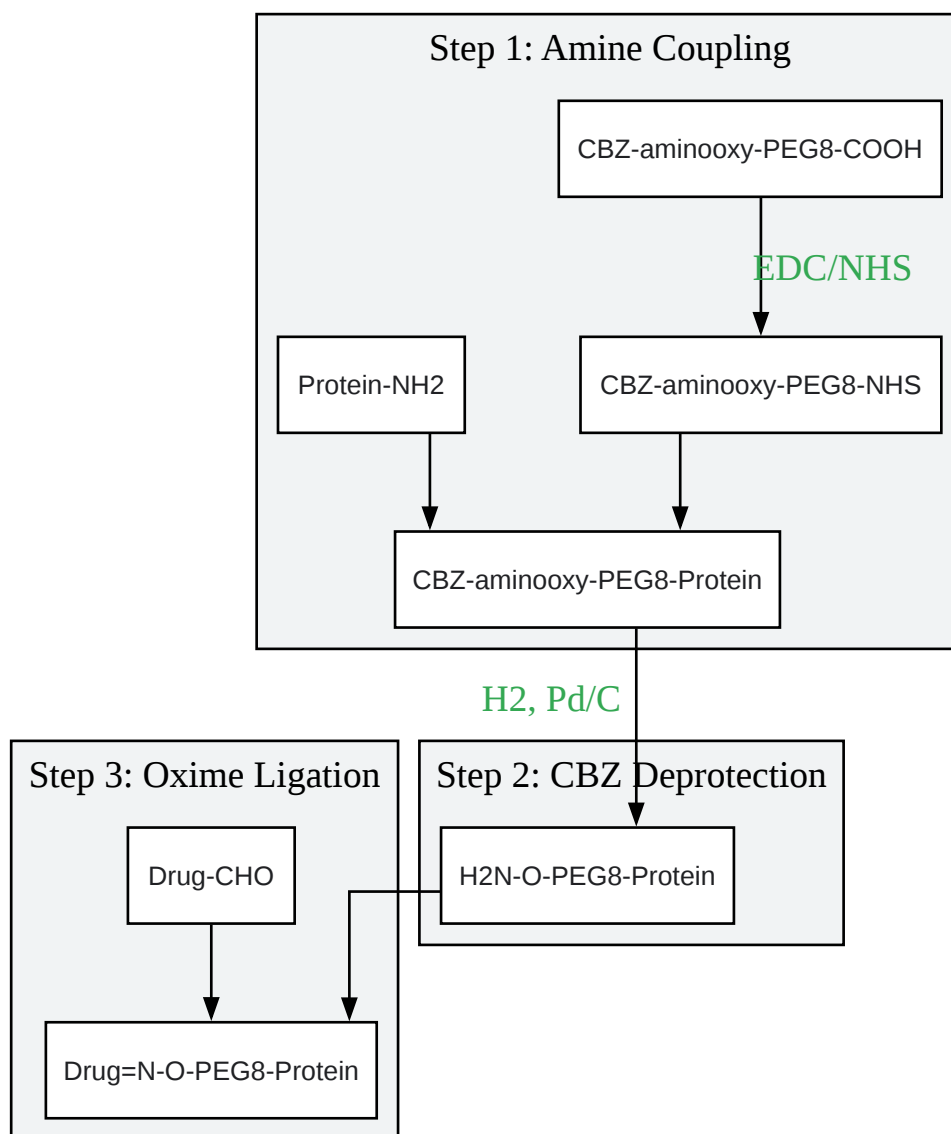 Step 1: Amine Coupling
CBZ-aminooxy-PEG8-COOH
EDC/NHS
Protein-NH2
CBZ-aminooxy-PEG8-NHS
CBZ-aminooxy-PEG8-Protein
H2, Pd/C
Step 3: Oxime Ligation
Step 2: CBZ Deprotection
Drug-CHO
H2N-O-PEG8-Protein
Drug=N-O-PEG8-Protein